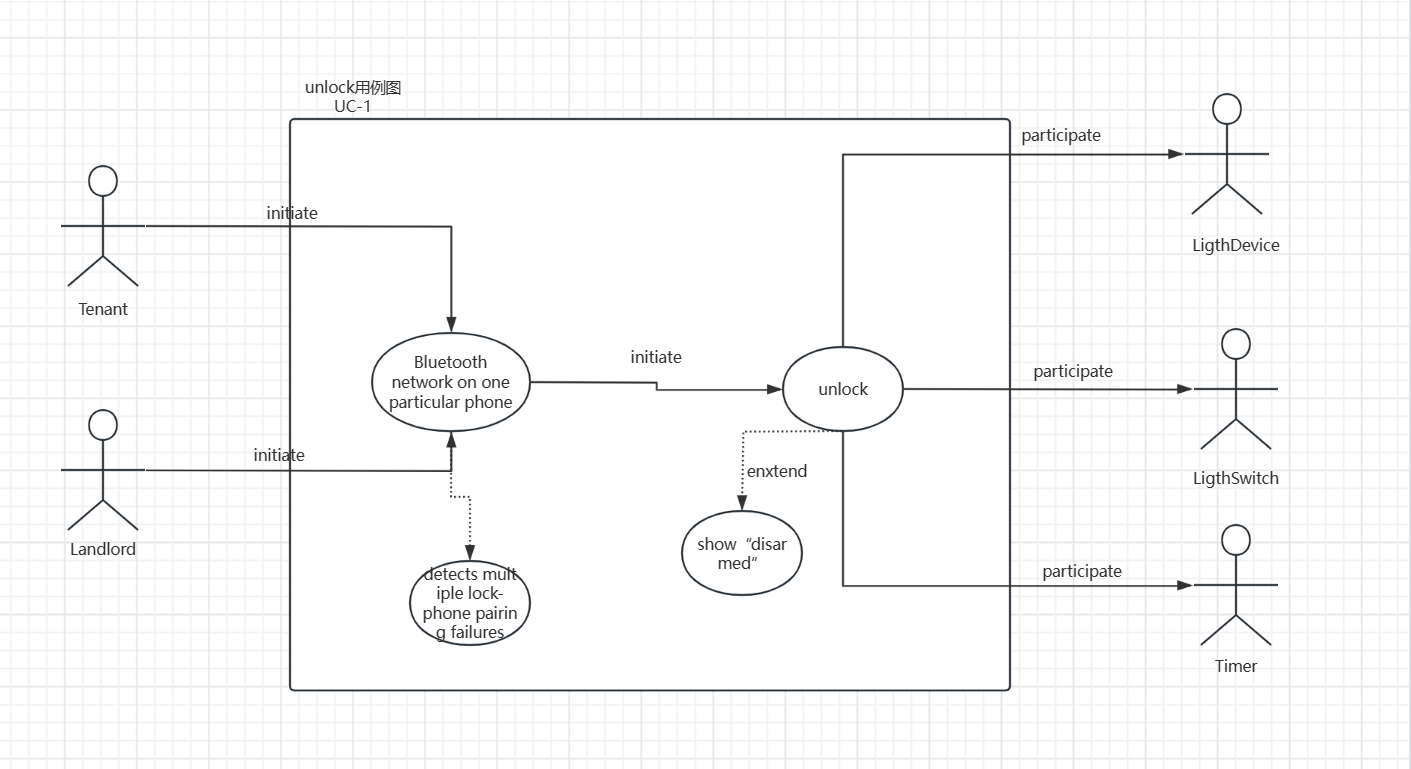 unlock用例图
UC-1
participate
initiate
LigthDevice
Tenant
initiate
Bluetooth
network on one
particular phone
unlock
participate
initiate
enxtend
LigthSwitch
Landlord
show“disar
med“
detects mult
iple lock-
phone pairin
g failures
participate
Timer